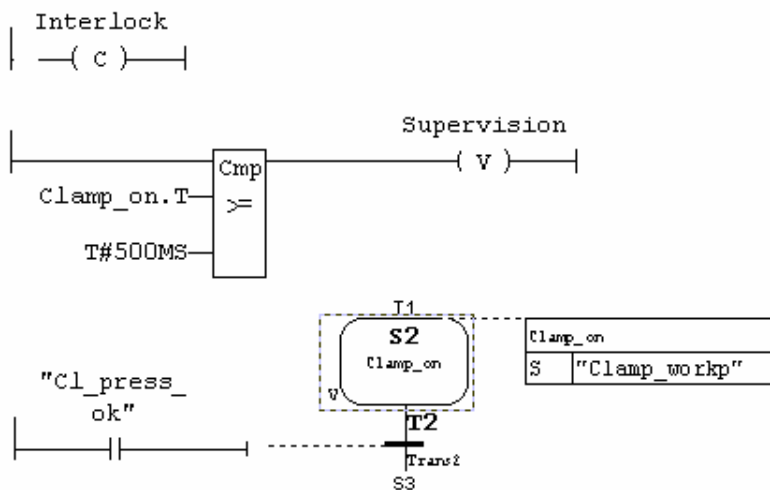 Interlock
( C )
Supervision
( V )
Cmp
Clamp_on.T
>=
T#500MS
T1
S2
Clamp_on
V
Clamp_on
S "Clamp_workp"
"Cl_press_
ok"
T2
Trans2
S3